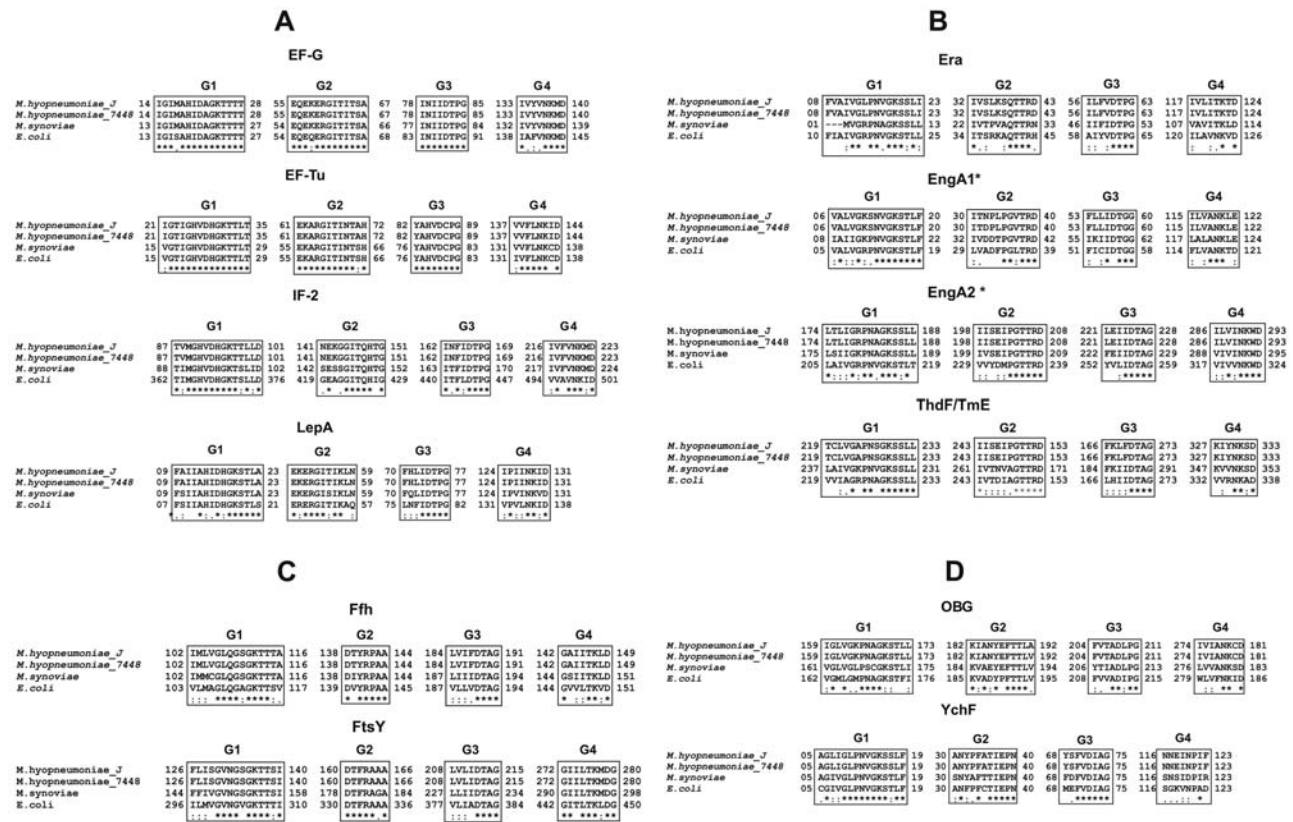 A
EF-G
G1 G2 G3 G4
M.hyopneumoniae_J 14 IGIMAHIDAGKTTTT 28 55 EQEKERGITITSA 67 78 INIIDTPG 85 133 IVYVNKMD 140
M.hyopneumoniae_7448 14 IGIMAHIDAGKTTTT 28 55 EQEKERGITITSA 67 78 INIIDTPG 85 133 IVYVNKMD 140
M.synoviae 13 IGIMAHIDAGKTTTT 27 54 EQEKERGITITSA 66 77 INIIDTPG 84 132 IVYVNKMD 139
E.coli 13 IGISAHIDAGKTTTT 27 54 EQEKERGITITSA 68 83 INIIDTPG 91 138 IAFVNKMD 145
***.*********** ************* ******** *.:.****
EF-Tu
G1 G2 G3 G4
M.hyopneumoniae_J 21 IGTIGHVDHGKTTLT 35 61 EKARGITINTAH 72 82 YAHVDCPG 89 137 VVFLNKID 144
M.hyopneumoniae_7448 21 IGTIGHVDHGKTTLT 35 61 EKARGITINTAH 72 82 YAHVDCPG 89 137 VVFLNKID 144
M.synoviae 15 VGTIGHVDHGKTTLT 29 55 EKARGITINTSH 66 76 YAHVDCPG 83 131 VVFLNKCD 138
E.coli 15 VGTIGHVDHGKTTLT 29 55 EKARGITINTSH 66 76 YAHVDCPG 83 131 IVFLNKCD 138
:************** **********:* ******** :***** *
IF-2
G1 G2 G3 G4
M.hyopneumoniae_J 87 TVMGHVDHGKTTLLD 101 141 NEKGGITQHTG 151 162 INFIDTPG 169 216 IVFVNKMD 223
M.hyopneumoniae_7448 87 TVMGHVDHGKTTLLD 101 141 NEKGGITQHTG 151 162 INFIDTPG 169 216 IVFVNKMD 223
M.synoviae 88 TIMGHVDHGKTSLID 102 142 SESSGITQHTG 152 163 ITFIDTPG 170 217 IVFVNKMD 224
E.coli 362 TIMGHVDHGKTSLLD 376 419 GEAGGITQHIG 429 440 ITFLDTPG 447 494 VVAVNKID 501
*:*********:*:* .* .***** * *.*:**** :* ***:*
LepA
G1 G2 G3 G4
M.hyopneumoniae_J 09 FAIIAHIDHGKSTLA 23 49 EKERGITIKLN 59 70 FHLIDTPG 77 124 IPIINKID 131
M.hyopneumoniae_7448 09 FAIIAHIDHGKSTLA 23 49 EKERGITIKLN 59 70 FHLIDTPG 77 124 IPIINKID 131
M.synoviae 09 FSIIAHIDHGKSTLA 23 49 EKERGISIKLN 59 70 FQLIDTPG 77 124 IPVINKVD 131
E.coli 07 FSIIAHIDHGKSTLS 21 47 ERERGITIKAQ 57 75 LNFIDTPG 82 131 VPVLNKID 138
B
Era
G1 G2 G3 G4
M.hyopneumoniae_J 08 FVAIVGLPNVGKSSLI 23 32 IVSLKSQTTRD 43 56 ILFVDTPG 63 117 IVLITKTD 124
M.hyopneumoniae_7448 08 FVAIVGLPNVGKSSLI 23 32 IVSLKSQTTRD 43 56 ILFVDTPG 63 117 IVLITKTD 124
M.synoviae 01 ---MVGRPNAGKSSLL 13 22 IVTPVAQTTRN 33 46 IIFIDTPG 53 107 VAVITKLD 114
E.coli 10 FIAIVGRPNVGKSTLL 25 34 ITSRKAQTTRH 45 58 AIYVDTPG 65 120 ILAVNKVD 126
EngA1*
G1 G2 G3 G4
M.hyopneumoniae_J 06 VALVGKSNVGKSTLF 20 30 ITNPLPGVTRD 40 53 FLLIDTGG 60 115 ILVANKLE 122
M.hyopneumoniae_7448 06 VALVGKSNVGKSTLF 20 30 ITDPLPGVTRD 40 53 FLLIDTGG 60 115 ILVANKLE 122
M.synoviae 08 IAIIGKPNVGKSTLF 22 32 IVDDTPGVTRD 42 55 IKIIDTGG 62 117 LALANKLE 124
E.coli 05 VALVGRPNVGKSTLF 19 29 LVADFPGLTRD 39 51 FICIDTGG 58 114 FLVANKTD 121
EngA2 *
G1 G2 G3 G4
M.hyopneumoniae_J 174 LTLIGRPNAGKSSLL 188 198 IISEIPGTTRD 208 221 LEIIDTAG 228 286 ILVINKWD 293
M.hyopneumoniae_7448 174 LTLIGRPNAGKSSLL 188 198 IISEIPGTTRD 208 221 LEIIDTAG 228 286 ILVINKWD 293
M.synoviae 175 LSIIGKPNAGKSSLL 189 199 IVSEIPGTTRD 209 222 FEIIDTAG 229 288 VIVINKWD 295
E.coli 205 LAIVGRPNVGKSTLT 219 229 VVYDMPGTTRD 239 252 YVLIDTAG 259 317 VIVVNKWD 324
ThdF/TmE
G1 G2 G3 G4
M.hyopneumoniae_J 219 TCLVGAPNSGKSSLL 233 243 IISEIPGTTRD 153 166 FKLFDTAG 273 327 KIYNKSD 333
M.hyopneumoniae_7448 219 TCLVGAPNSGKSSLL 233 243 IISEIPGTTRD 153 166 FKLFDTAG 273 327 KIYNKSD 333
M.synoviae 237 LAIVGKPNVGKSSLL 231 261 IVTNVAGTTRD 171 184 FKIIDTAG 291 347 KVVNKSD 353
E.coli 219 VVIAGRPNAGKSSLL 233 243 IVTDIAGTTRD 153 166 LHIIDTAG 273 332 VVRNKAD 338
C
Ffh
G1 G2 G3 G4
M.hyopneumoniae_J 102 IMLVGLQGSGKTTTA 116 138 DTYRPAA 144 184 LVIFDTAG 191 142 GAIITKLD 149
M.hyopneumoniae_7448 102 IMLVGLQGSGKTTTA 116 138 DTYRPAA 144 184 LVIFDTAG 191 142 GAIITKLD 149
M.synoviae 102 IMMCGLQGSGKTTTA 116 138 DIYRPAA 144 184 LVIIDTAG 191 142 GSIITKLD 149
E.coli 103 VLMAGLQGAGKTTSV 117 139 DVYRPAA 145 187 VLLVDTAG 194 144 GVVLTKVD 151
FtsY
G1 G2 G3 G4
M.hyopneumoniae_J 126 FLISGVNGSGKTTSI 140 160 DTFRAAA 166 208 LVLIDTAG 215 272 GIILTKMDG 280
M.hyopneumoniae_7448 126 FLISGVNGSGKTTSI 140 160 DTFRAAA 166 208 LVLIDTAG 215 272 GIILTKMDG 280
M.synoviae 144 FFIVGVNGSGKTTSI 158 178 DTFRAGA 184 227 LLIIDTAG 234 290 GIILTKMDG 298
E.coli 296 ILMVGVNGVGKTTTI 310 330 DTFRAAA 336 377 VLIADTAG 384 442 GITLTKLDG 450
D
OBG
G1 G2 G3 G4
M.hyopneumoniae_J 159 IGLVGKPNAGKSTLI 173 182 KIANYEFTTLA 192 204 FVTADLPG 211 274 IVIANKCD 181
M.hyopneumoniae_7448 159 IGLVGKPNAGKSTLI 173 182 KIANYEFTTLA 192 204 FVTADLPG 211 274 IVIANKCD 181
M.synoviae 161 VGLVGLPSCGKSTLI 175 184 KVAEYEFTTLV 194 206 YTIADLPG 213 276 LVVANKSD 183
E.coli 162 VGMLGMPNAGKSTFI 176 185 KVADYPFTTLV 195 208 FVVADIPG 215 279 WLVFNKID 186
YchF
G1 G2 G3 G4
M.hyopneumoniae_J 05 AGLIGLPNVGKSSLF 19 30 ANYPFATIEPN 40 68 YSFVDIAG 75 116 NNEINPIF 123
M.hyopneumoniae_7448 05 AGLIGLPNVGKSSLF 19 30 ANYPFATIEPN 40 68 YSFVDIAG 75 116 NNEINPIF 123
M.synoviae 05 AGIVGLPNVGKSTLF 19 30 SNYAFTTIEPN 40 68 FDFVDIAG 75 116 SNSIDPIR 123
E.coli 05 CGIVGLPNVGKSTLF 19 30 ANFPFCTIEPN 40 68 MEFVDIAG 75 116 SGKVNPAD 123